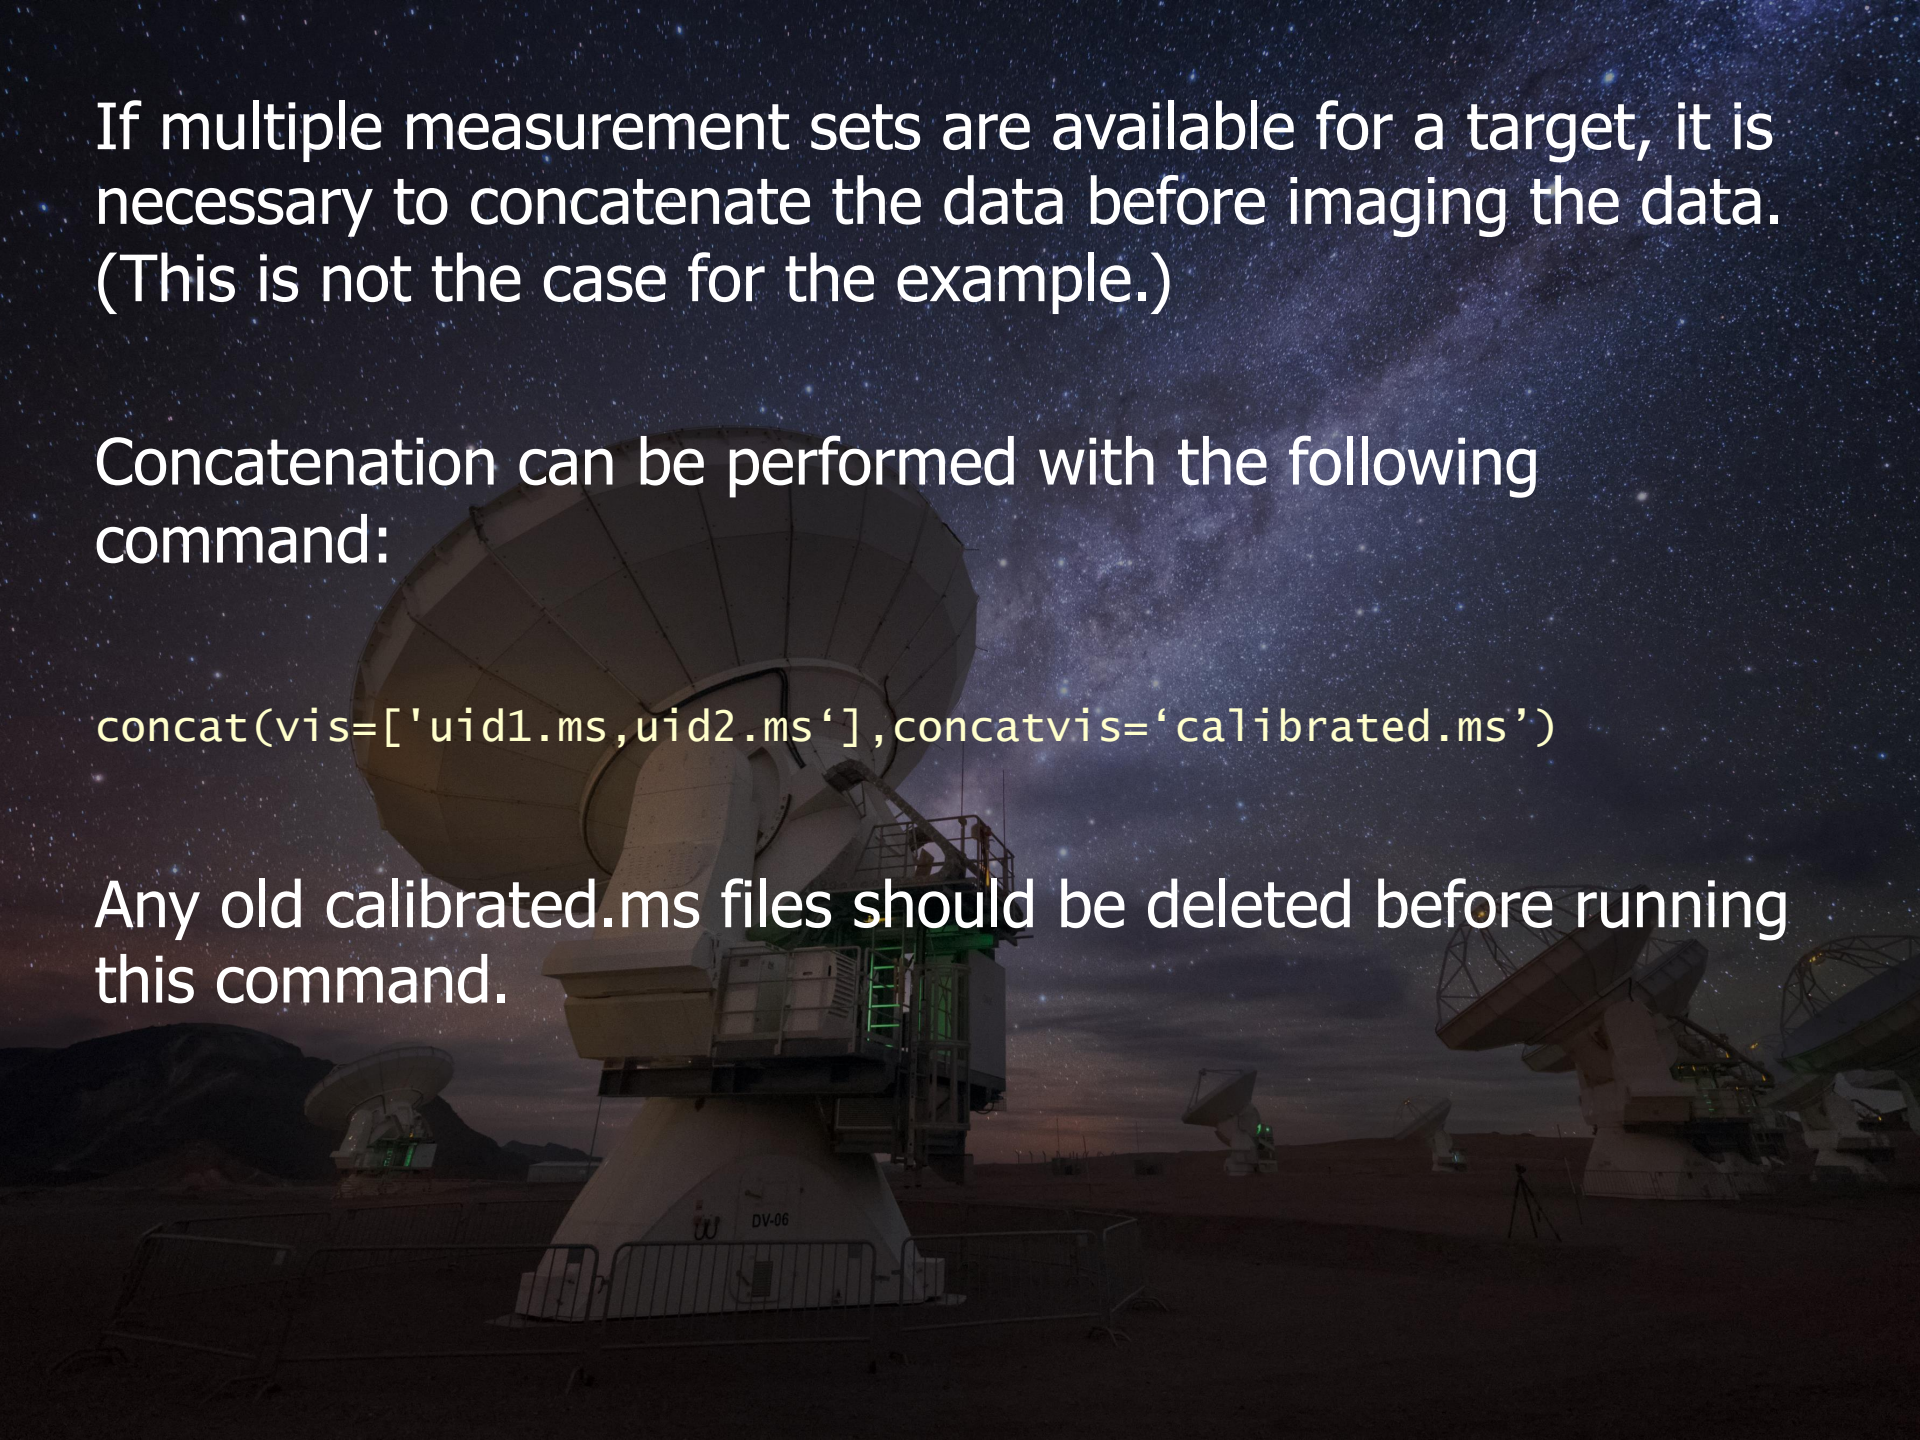 If multiple measurement sets are available for a target, it is
necessary to concatenate the data before imaging the data.
(This is not the case for the example.)
Concatenation can be performed with the following
command:
concat(vis=['uid1.ms,uid2.ms‘],concatvis=‘calibrated.ms’)
Any old calibrated.ms files should be deleted before running
this command.
DV-06